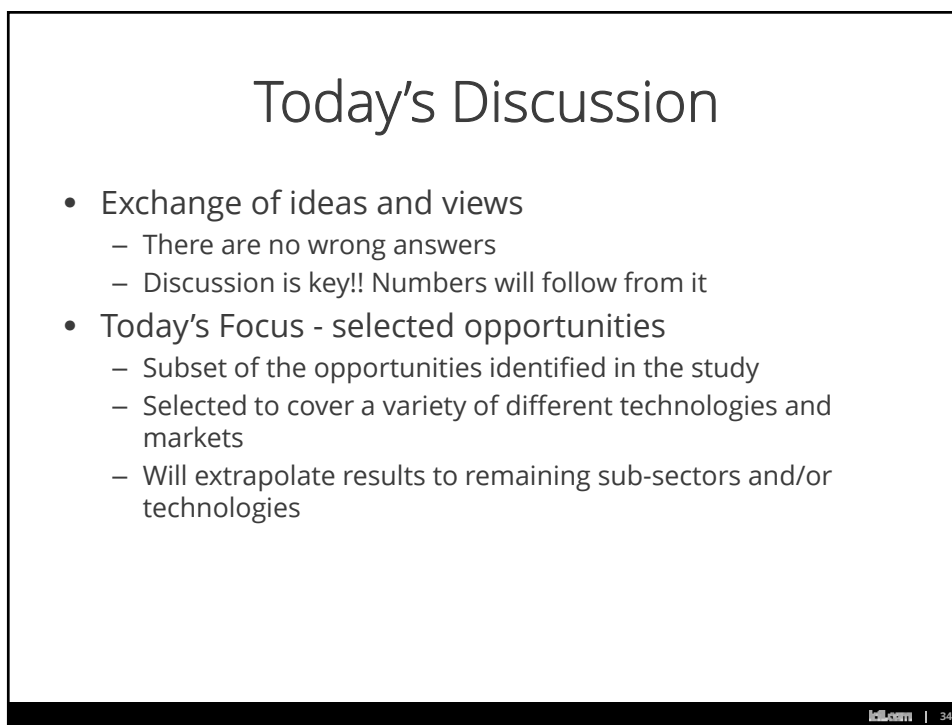 Today’s Discussion
• Exchange of ideas and views
– There are no wrong answers
– Discussion is key!! Numbers will follow from it
• Today’s Focus - selected opportunities
– Subset of the opportunities identified in the study
– Selected to cover a variety of different technologies and
markets
– Will extrapolate results to remaining sub-sectors and/or
technologies
| 34